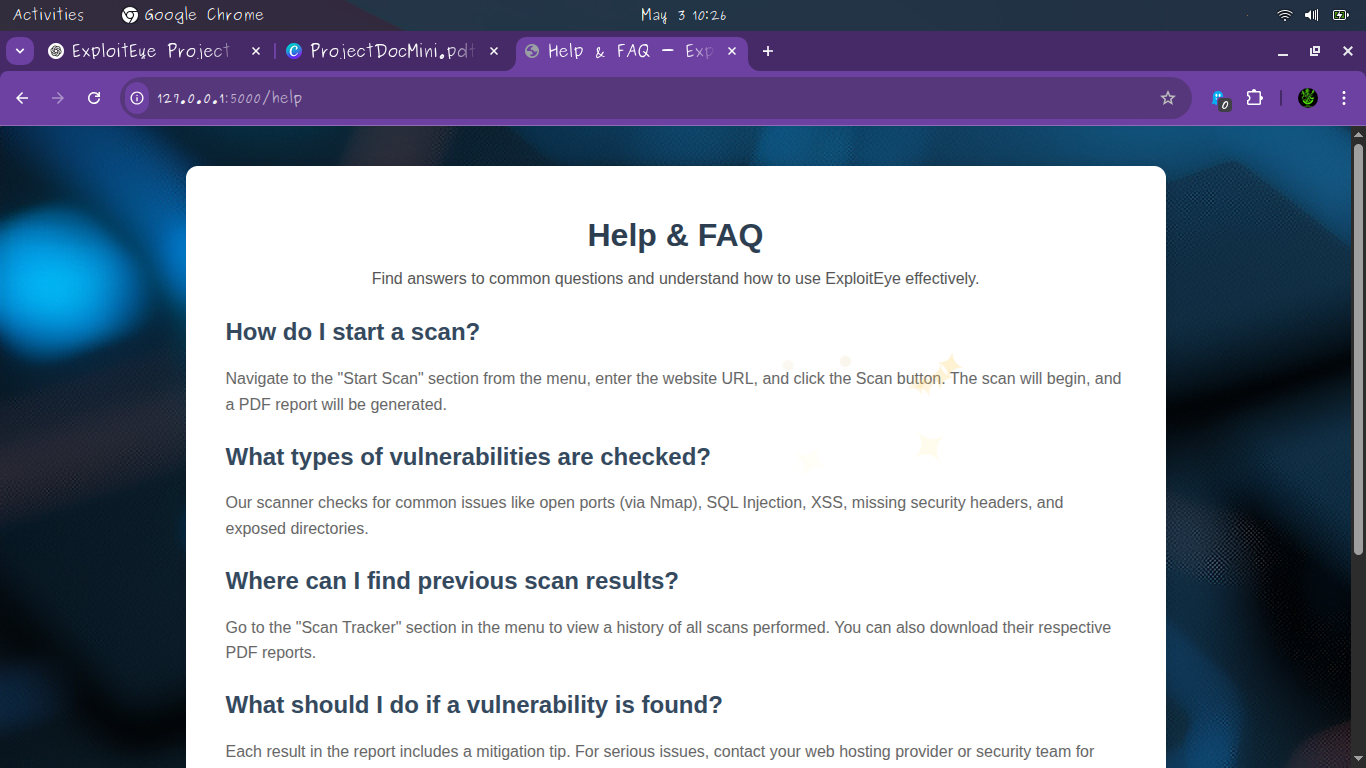 Activities
Google Chrome
May 3 10:26
ExploitEye Project
ProjectDocMini.pdf
Help & FAQ — Exp
127.0.0.1:5000/help
0
Help & FAQ
Find answers to common questions and understand how to use ExploitEye effectively.
How do I start a scan?
Navigate to the "Start Scan" section from the menu, enter the website URL, and click the Scan button. The scan will begin, and
a PDF report will be generated.
What types of vulnerabilities are checked?
Our scanner checks for common issues like open ports (via Nmap), SQL Injection, XSS, missing security headers, and
exposed directories.
Where can I find previous scan results?
Go to the "Scan Tracker" section in the menu to view a history of all scans performed. You can also download their respective
PDF reports.
What should I do if a vulnerability is found?
Each result in the report includes a mitigation tip. For serious issues, contact your web hosting provider or security team for